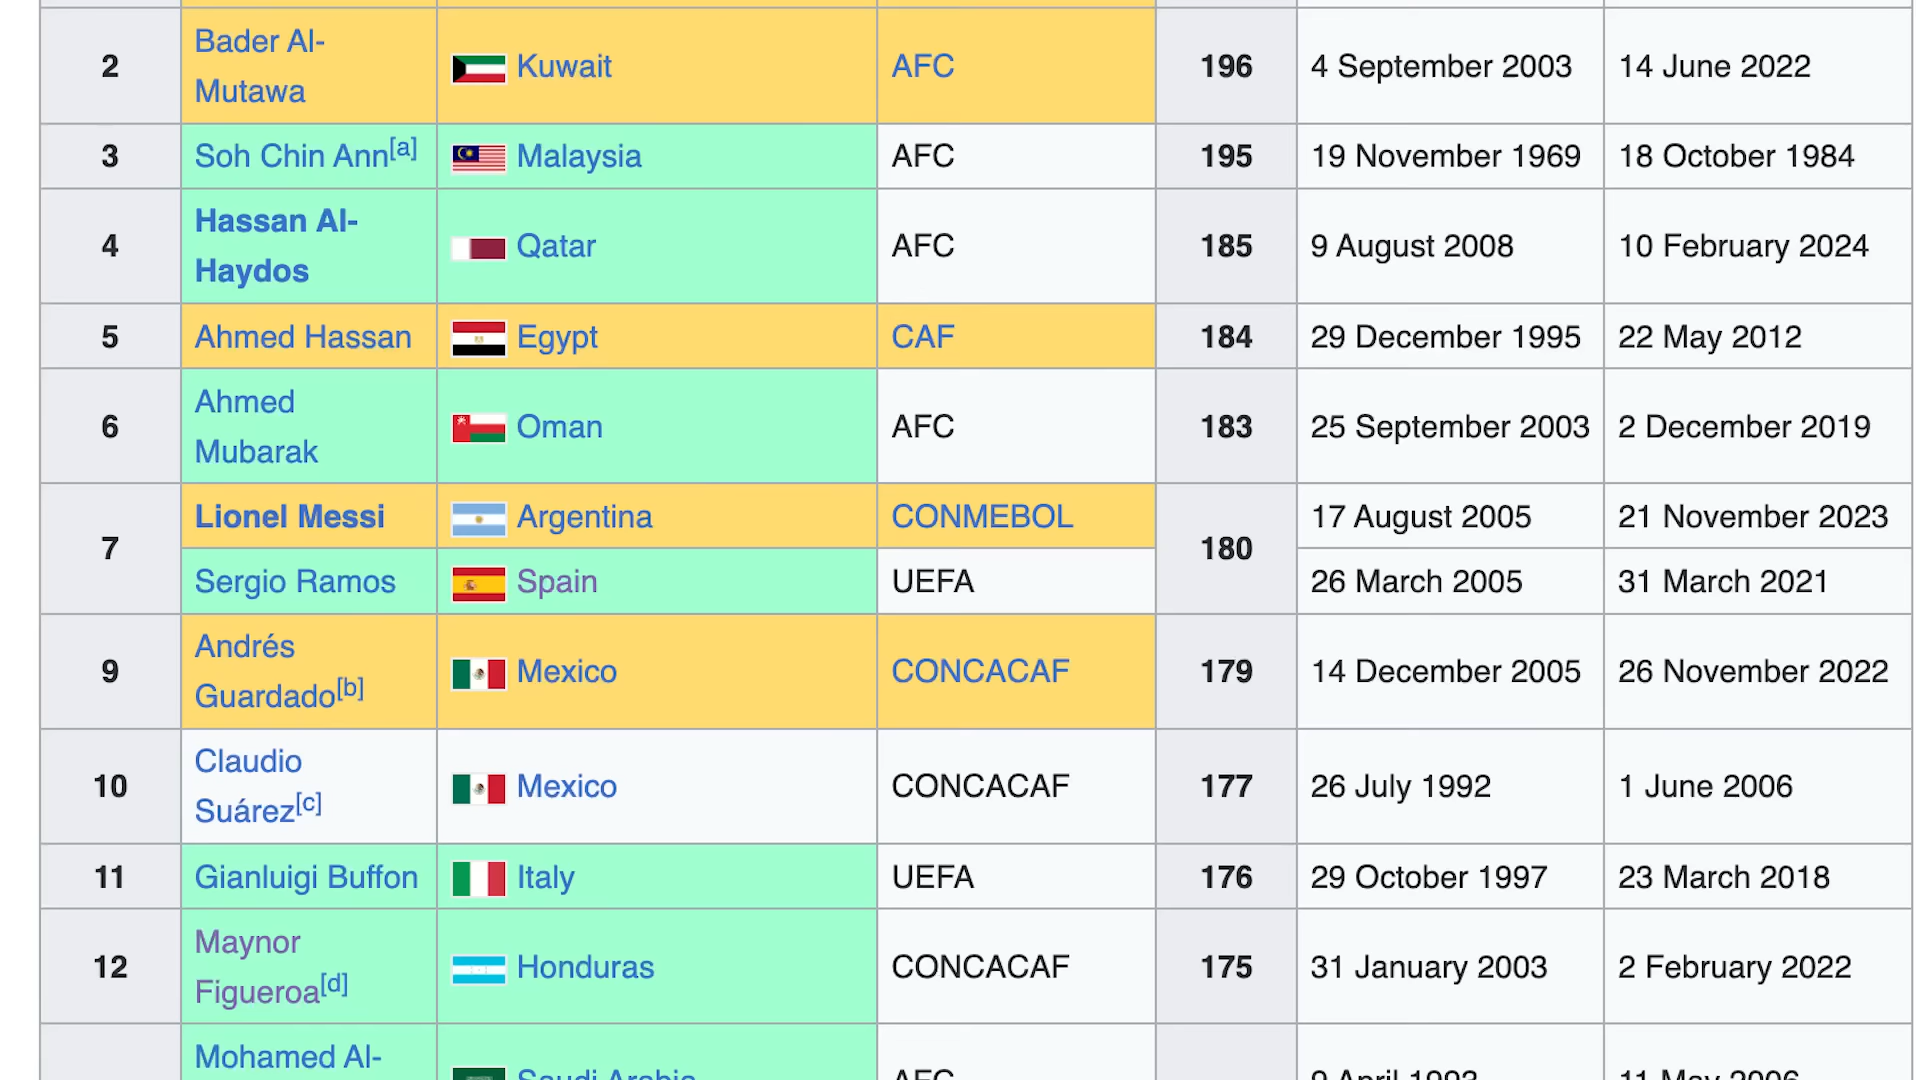 2 Bader Al-Mutawa Kuwait AFC 196 4 September 2003 14 June 2022
3 Soh Chin Ann[a] Malaysia AFC 195 19 November 1969 18 October 1984
4 Hassan Al-Haydos Qatar AFC 185 9 August 2008 10 February 2024
5 Ahmed Hassan Egypt CAF 184 29 December 1995 22 May 2012
6 Ahmed Mubarak Oman AFC 183 25 September 2003 2 December 2019
7 Lionel Messi Argentina CONMEBOL 180 17 August 2005 21 November 2023
Sergio Ramos Spain UEFA 26 March 2005 31 March 2021
9 Andrés Guardado[b] Mexico CONCACAF 179 14 December 2005 26 November 2022
10 Claudio Suárez[c] Mexico CONCACAF 177 26 July 1992 1 June 2006
11 Gianluigi Buffon Italy UEFA 176 29 October 1997 23 March 2018
12 Maynor Figueroa[d] Honduras CONCACAF 175 31 January 2003 2 February 2022
Mohamed Al- Saudi Arabia AFC 9 April 1993 11 May 2006